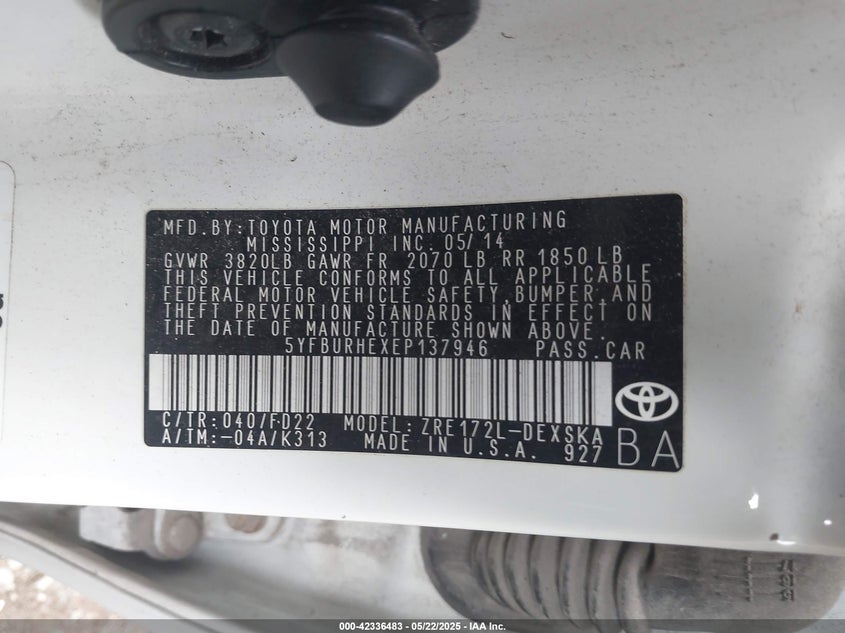 MFD.BY:TOYOTA MOTOR MANUFACTURING
MISSISSIPPI INC. 05/14
GVWR 3820LB GAWR FR 2070 LB RR 1850 LB
THIS VEHICLE CONFORMS TO ALL APPLICABLE
FEDERAL MOTOR VEHICLE SAFETY,BUMPER,AND
THEFT PREVENTION STANDARDS IN EFFECT ON
THE DATE OF MANUFACTURE SHOWN ABOVE.
5YFBURHEXEP137946 PASS.CAR
C/TR:040/FD22 MODEL:ZRE172L-DEXSKA
A/TM:-04A/K313 MADE IN U.S.A. 927 BA
000-42336483 - 05/22/2025 - IAA Inc.